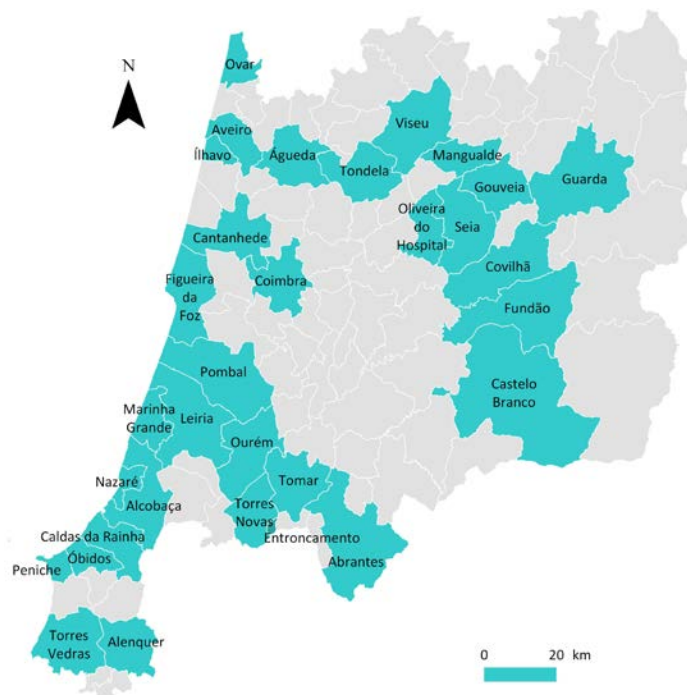 Ovar
N
Aveiro
Ílhavo
Águeda
Viseu
Tondela
Mangualde
Gouveia
Guarda
Oliveira
do
Hospital
Seia
Cantanhede
Coimbra
Covilhã
Figueira
da
Foz
Fundão
Pombal
Castelo
Branco
Marinha
Grande
Leiria
Ourém
Nazaré
Alcobaça
Tomar
Torres
Novas
Entroncamento
Caldas da Rainha
Óbidos
Peniche
Abrantes
Torres
Vedras
Alenquer
0 20 km